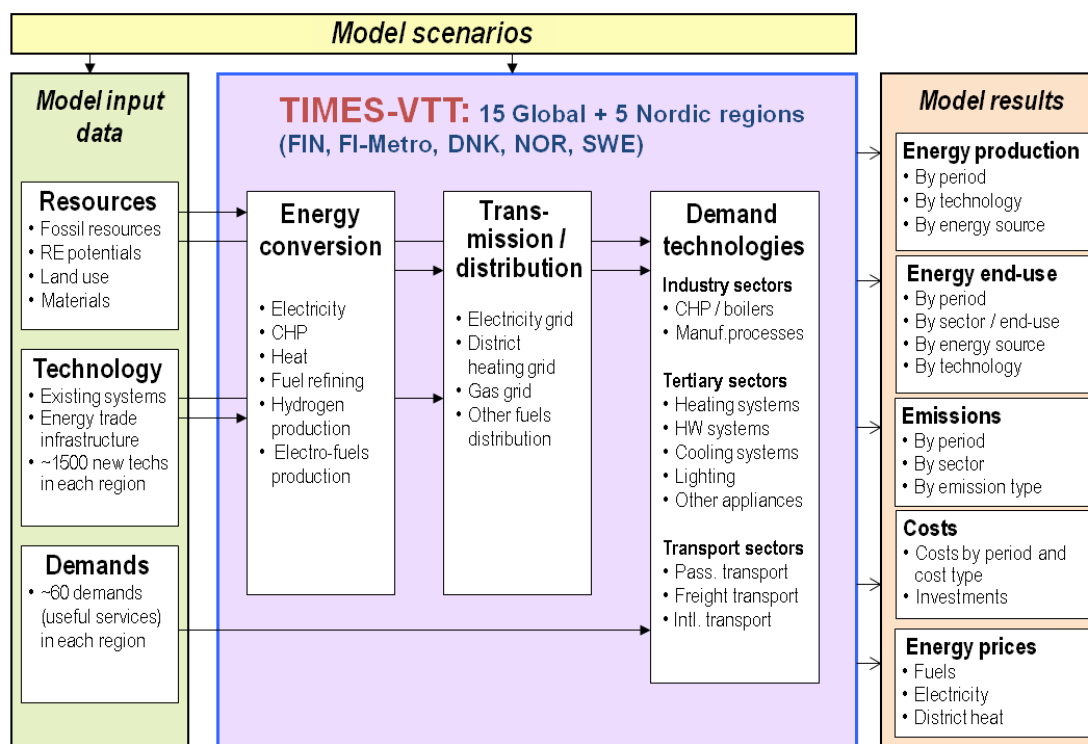 Model scenarios
Model input
data
Resources
• Fossil resources
• RE potentials
• Land use
• Materials
Technology
• Existing systems
• Energy trade
infrastructure
• ~1500 new techs
in each region
Demands
• ~60 demands
(useful services)
in each region
TIMES-VTT: 15 Global + 5 Nordic regions
(FIN, FI-Metro, DNK, NOR, SWE)
Energy
conversion
• Electricity
• CHP
• Heat
• Fuel refining
• Hydrogen
production
• Electro-fuels
production
Trans-
mission /
distribution
• Electricity grid
• District
heating grid
• Gas grid
• Other fuels
distribution
Demand
technologies
Industry sectors
• CHP / boilers
• Manuf.processes
Tertiary sectors
• Heating systems
• HW systems
• Cooling systems
• Lighting
• Other appliances
Transport sectors
• Pass. transport
• Freight transport
• Intl. transport
Model results
Energy production
• By period
• By technology
• By energy source
Energy end-use
• By period
• By sector / end-use
• By energy source
• By technology
Emissions
• By period
• By sector
• By emission type
Costs
• Costs by period and
cost type
• Investments
Energy prices
• Fuels
• Electricity
• District heat